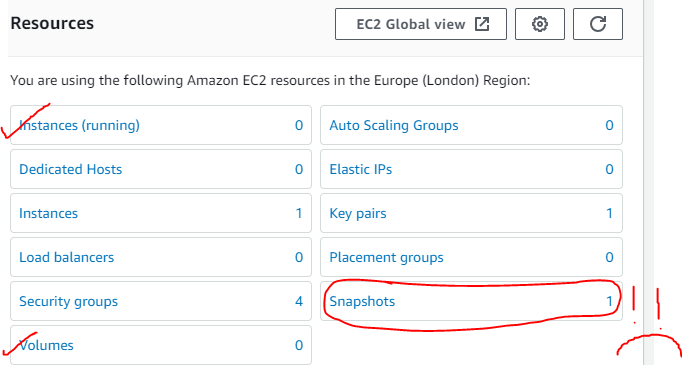 Resources
EC2 Global view
You are using the following Amazon EC2 resources in the Europe (London) Region:
Instances (running) 0
Auto Scaling Groups 0
Dedicated Hosts 0
Elastic IPs 0
Instances 1
Key pairs 1
Load balancers 0
Placement groups 0
Security groups 4
Snapshots 1 !!
Volumes 0